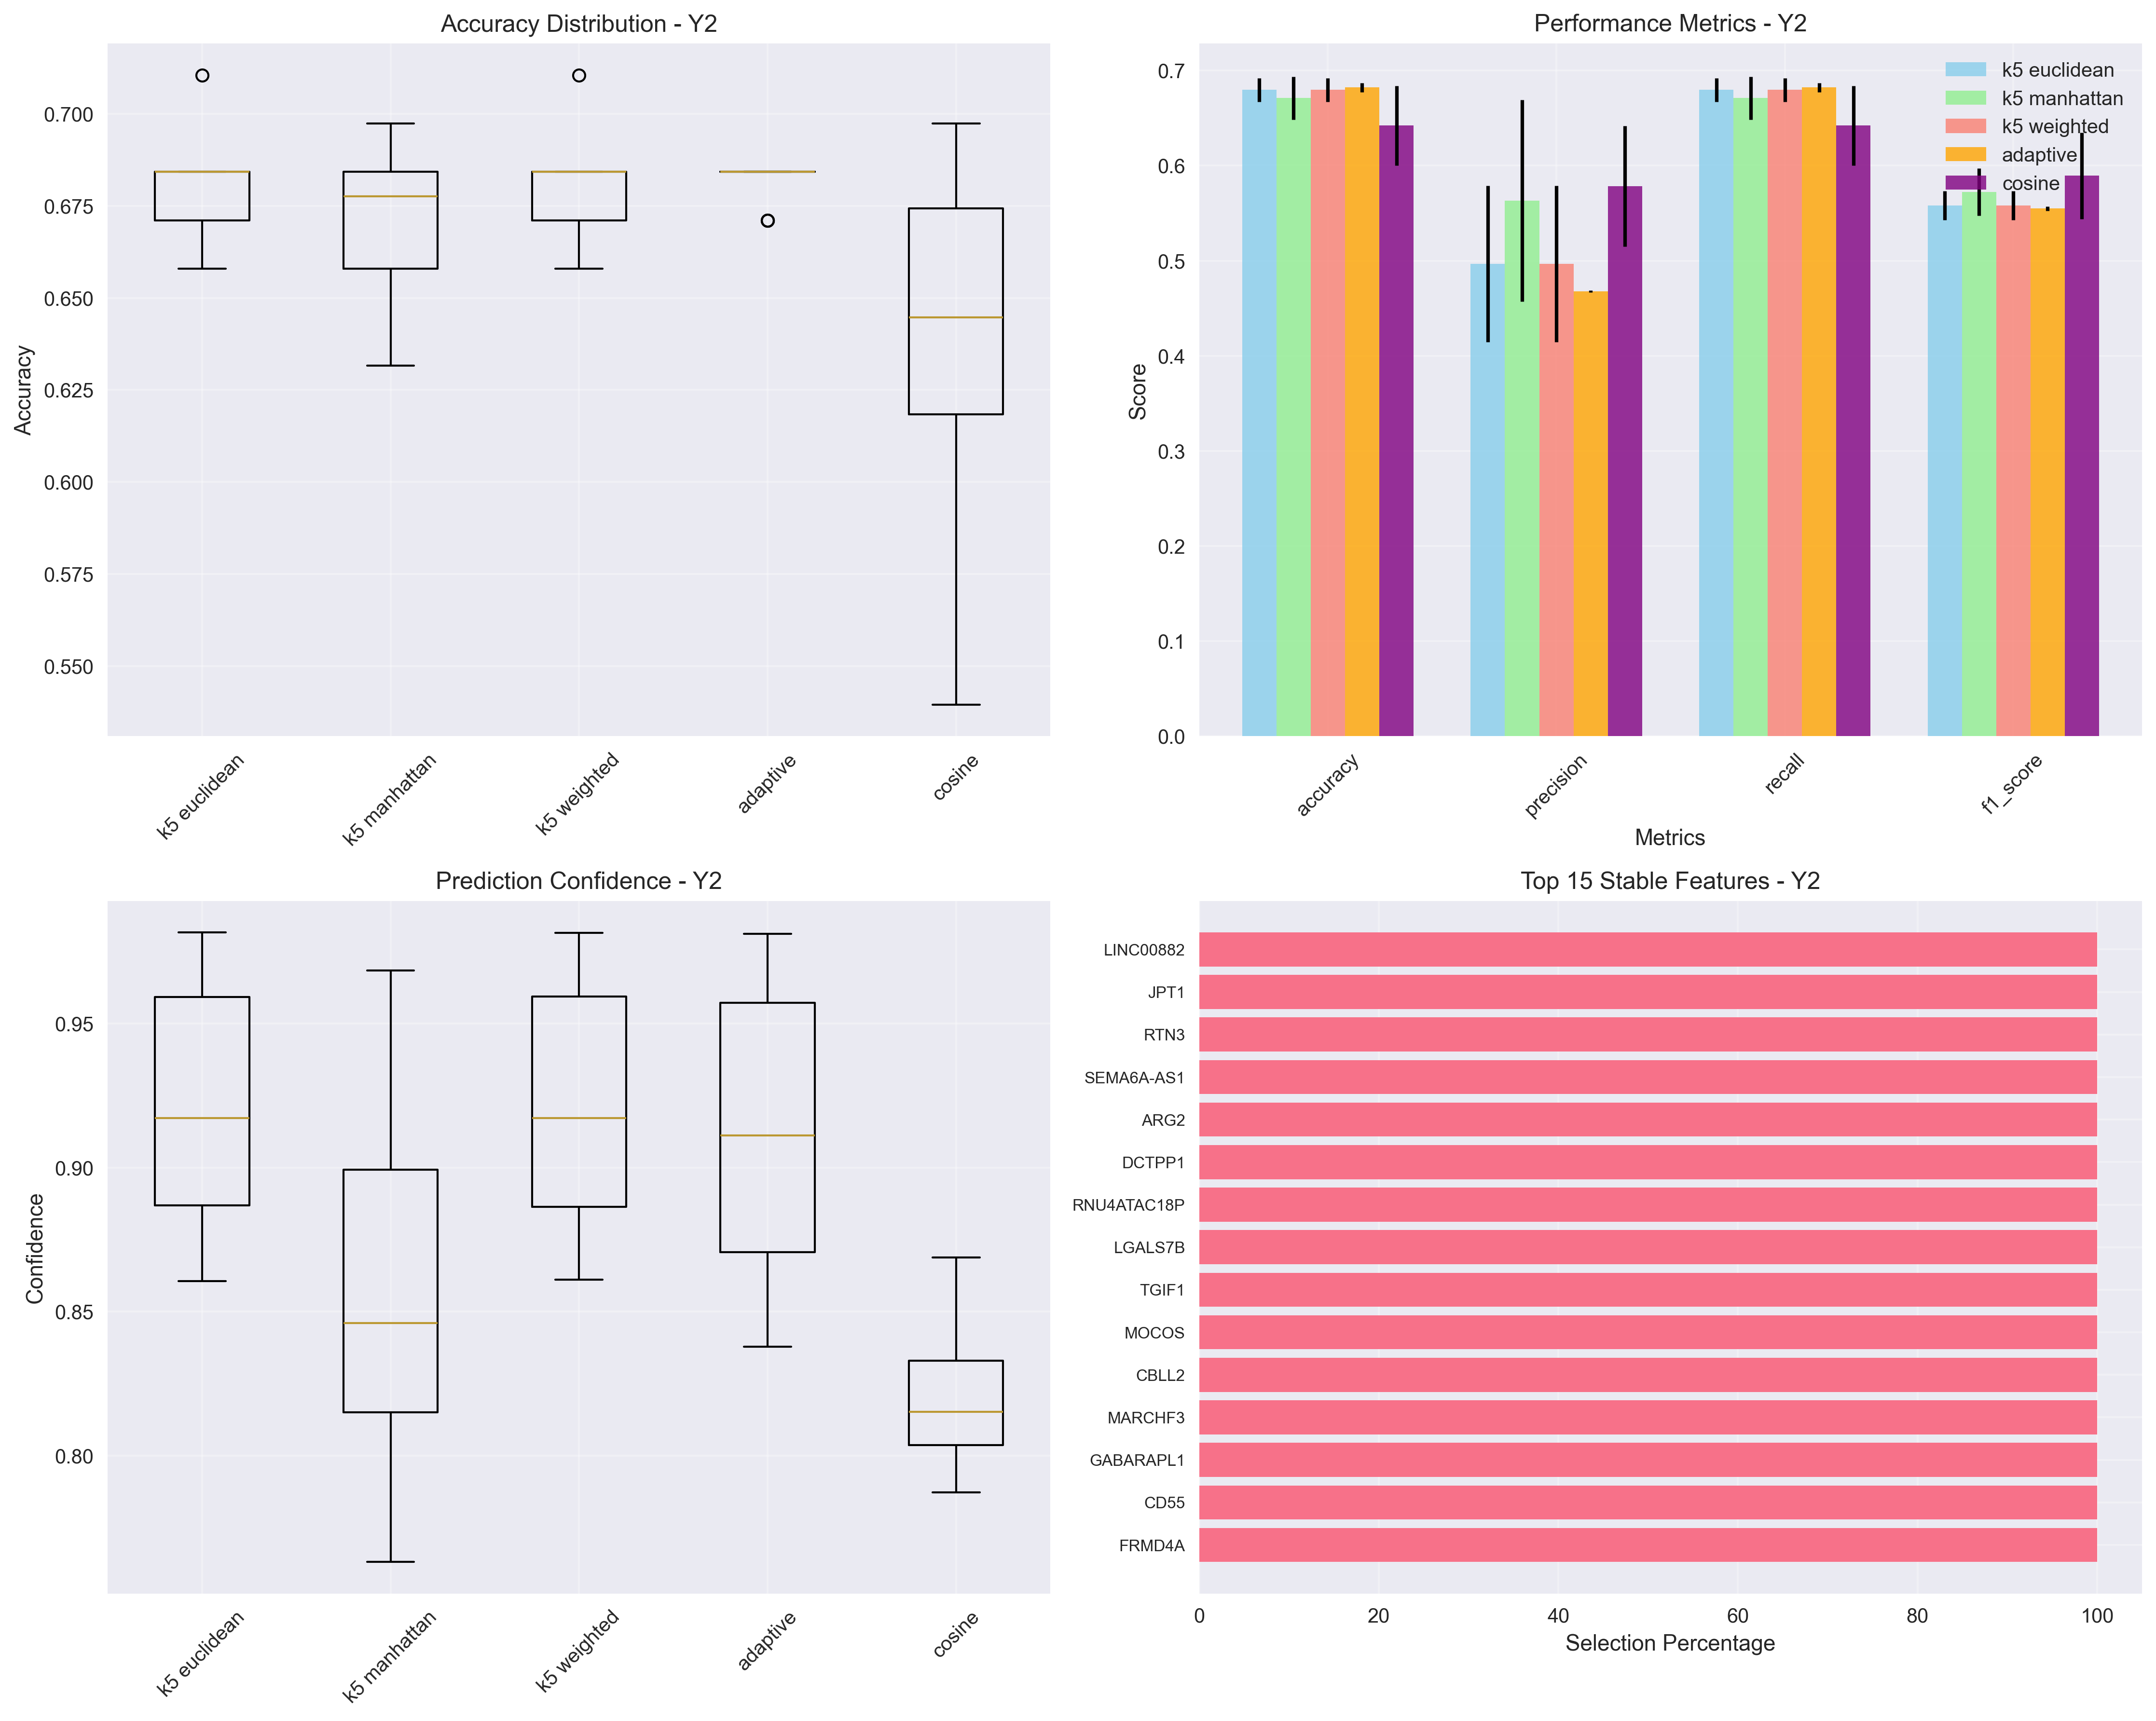 Accuracy Distribution - Y2
Accuracy
0.700
0.675
0.650
0.625
0.600
0.575
0.550
k5 euclidean
k5 manhattan
k5 weighted
adaptive
cosine
Performance Metrics - Y2
Score
0.7
0.6
0.5
0.4
0.3
0.2
0.1
0.0
k5 euclidean
k5 manhattan
k5 weighted
adaptive
cosine
accuracy
precision
recall
f1_score
Metrics
Prediction Confidence - Y2
Confidence
0.95
0.90
0.85
0.80
k5 euclidean
k5 manhattan
k5 weighted
adaptive
cosine
Top 15 Stable Features - Y2
LINC00882
JPT1
RTN3
SEMA6A-AS1
ARG2
DCTPP1
RNU4ATAC18P
LGALS7B
TGIF1
MOCOS
CBLL2
MARCHF3
GABARAPL1
CD55
FRMD4A
0 20 40 60 80 100
Selection Percentage